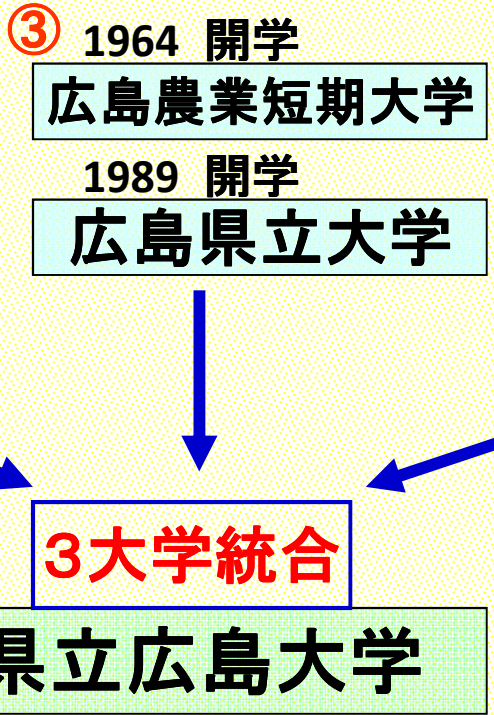 ③ 1964 開学
広島農業短期大学
1989 開学
広島県立大学
３大学統合
県立広島大学